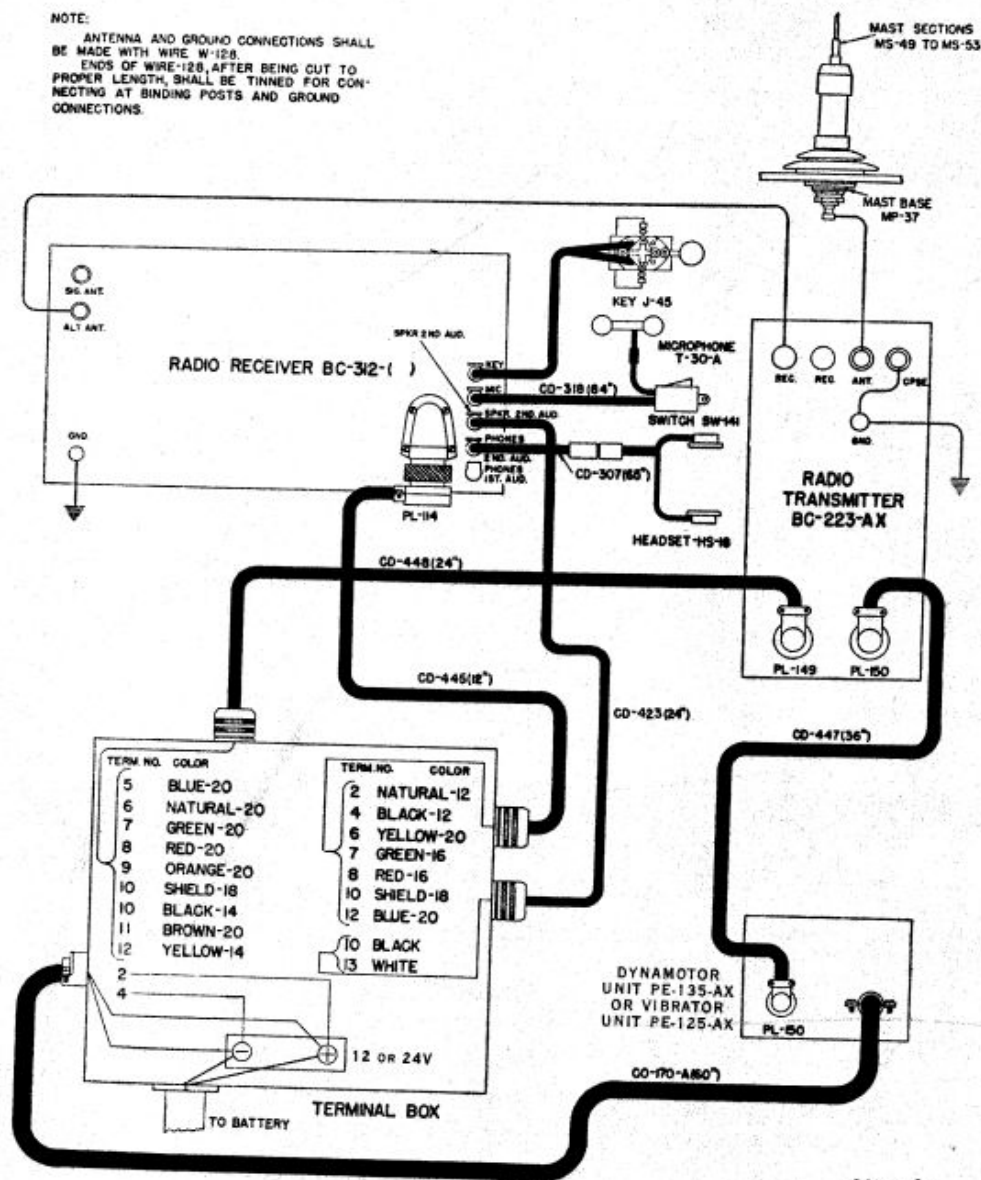 NOTE:
ANTENNA AND GROUND CONNECTIONS SHALL
BE MADE WITH WIRE W-128.
ENDS OF WIRE-128, AFTER BEING CUT TO
PROPER LENGTH, SHALL BE TINNED FOR CON-
NECTING AT BINDING POSTS AND GROUND
CONNECTIONS.
MAST SECTIONS
MS-49 TO MS-53
MAST BASE
MP-37
SIG. ANT.
ALT ANT.
GND.
RADIO RECEIVER BC-312-( )
SPKR 2ND. AUD.
KEY
MIC
SPKR. 2ND. AUD.
PHONES
2ND. AUD.
PHONES
1ST. AUD.
PL-114
KEY J-45
MICROPHONE
T-30-A
CD-318(84")
SWITCH SW-141
CD-307(65")
HEADSET-HS-18
REC.
REC.
ANT.
CPSE.
GND.
RADIO
TRANSMITTER
BC-223-AX
PL-149
PL-150
CD-448(24")
CD-445(12")
CD-423(24")
CD-447(36")
TERM. NO. COLOR
5 BLUE-20
6 NATURAL-20
7 GREEN-20
8 RED-20
9 ORANGE-20
10 SHIELD-18
10 BLACK-14
11 BROWN-20
12 YELLOW-14
TERM. NO. COLOR
2 NATURAL-12
4 BLACK-12
6 YELLOW-20
7 GREEN-16
8 RED-16
10 SHIELD-18
12 BLUE-20
10 BLACK
13 WHITE
2
4
12 OR 24V
TO BATTERY
TERMINAL BOX
DYNAMOTOR
UNIT PE-135-AX
OR VIBRATOR
UNIT PE-125-AX
PL-150
CO-170-A(60")